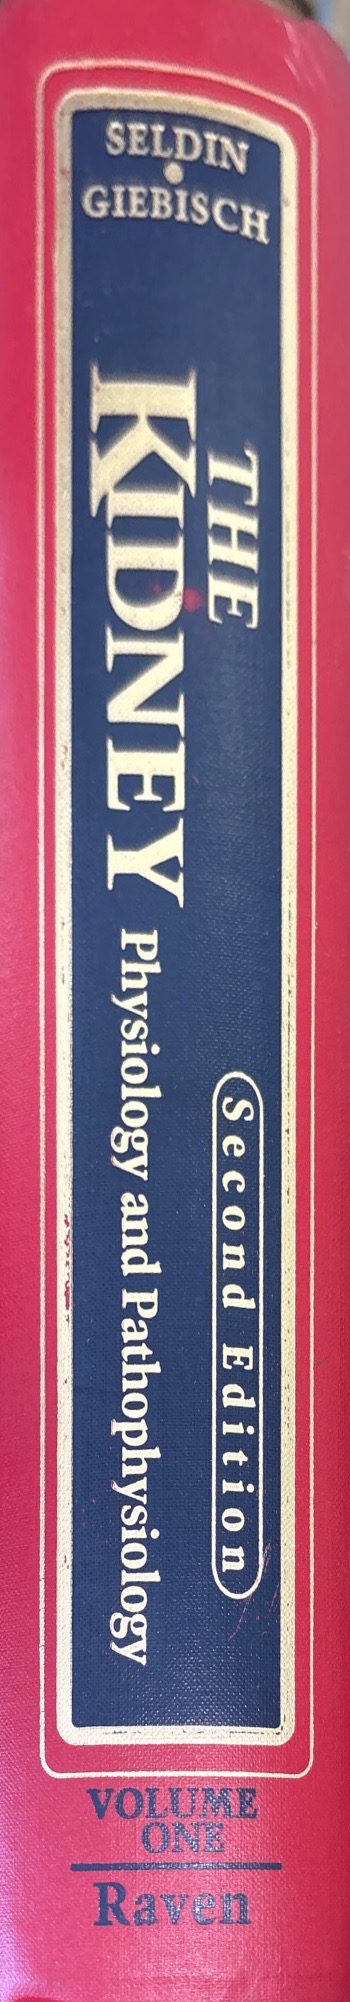 SELDIN
•
GIEBISCH
THE
KIDNEY
Physiology and Pathophysiology
Second Edition
VOLUME
ONE
Raven